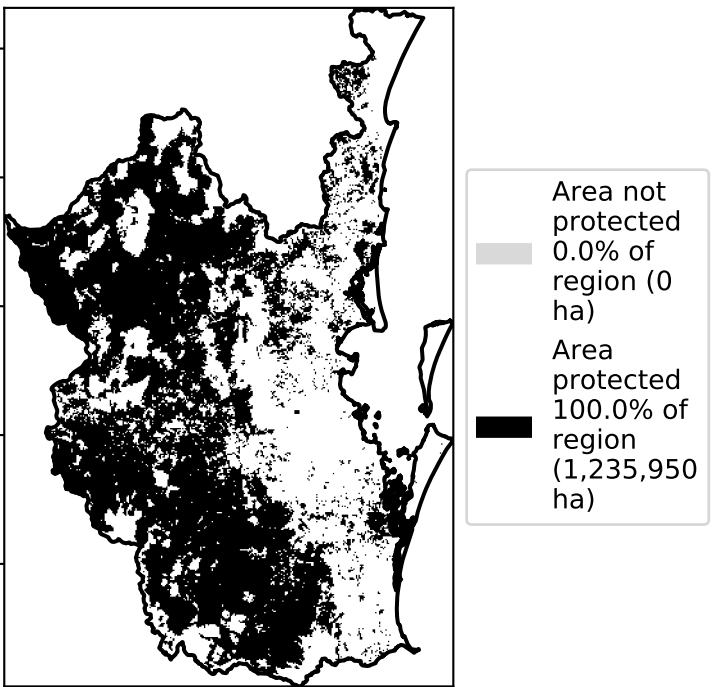 Area not
protected
0.0% of
region (0
ha)
Area
protected
100.0% of
region
(1,235,950
ha)